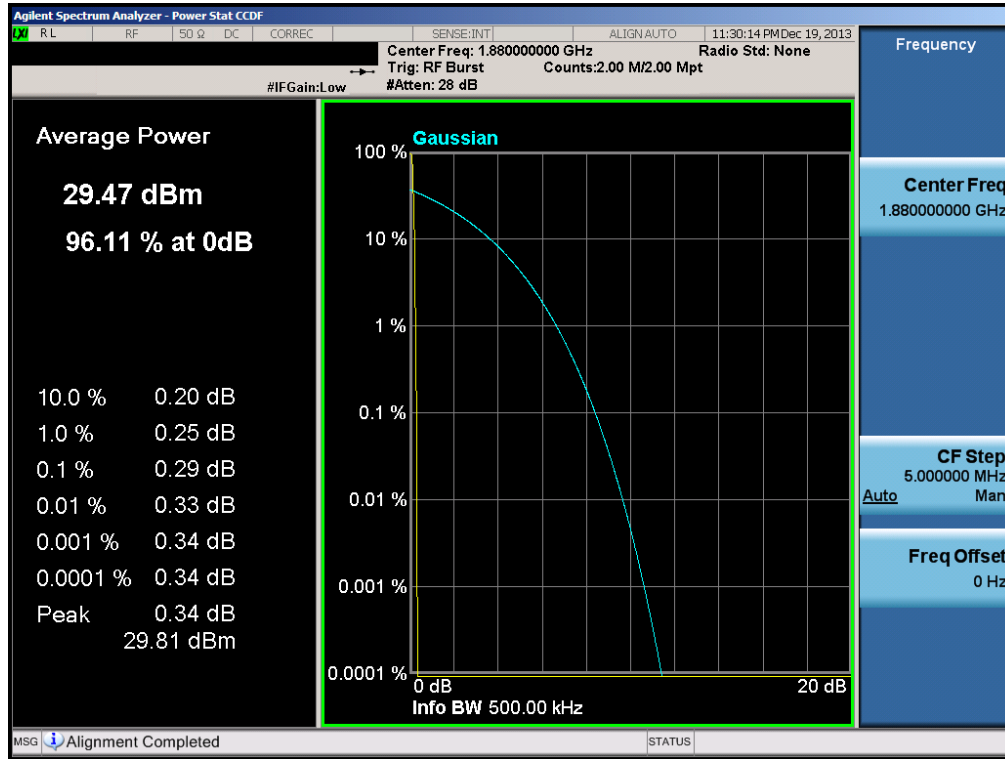 Agilent Spectrum Analyzer - Power Stat CCDF
LXI RL RF 50 Ω DC CORREC SENSE:INT ALIGN AUTO 11:30:14 PM Dec 19, 2013
Center Freq: 1.880000000 GHz Radio Std: None
Trig: RF Burst Counts:2.00 M/2.00 Mpt
#IFGain:Low #Atten: 28 dB
Average Power
29.47 dBm
96.11 % at 0dB
10.0 % 0.20 dB
1.0 % 0.25 dB
0.1 % 0.29 dB
0.01 % 0.33 dB
0.001 % 0.34 dB
0.0001 % 0.34 dB
Peak 0.34 dB
29.81 dBm
Gaussian
100 %
10 %
1 %
0.1 %
0.01 %
0.001 %
0.0001 %
0 dB 20 dB
Info BW 500.00 kHz
Frequency
Center Freq
1.880000000 GHz
CF Step
5.000000 MHz
Auto Man
Freq Offset
0 Hz
MSG Alignment Completed STATUS